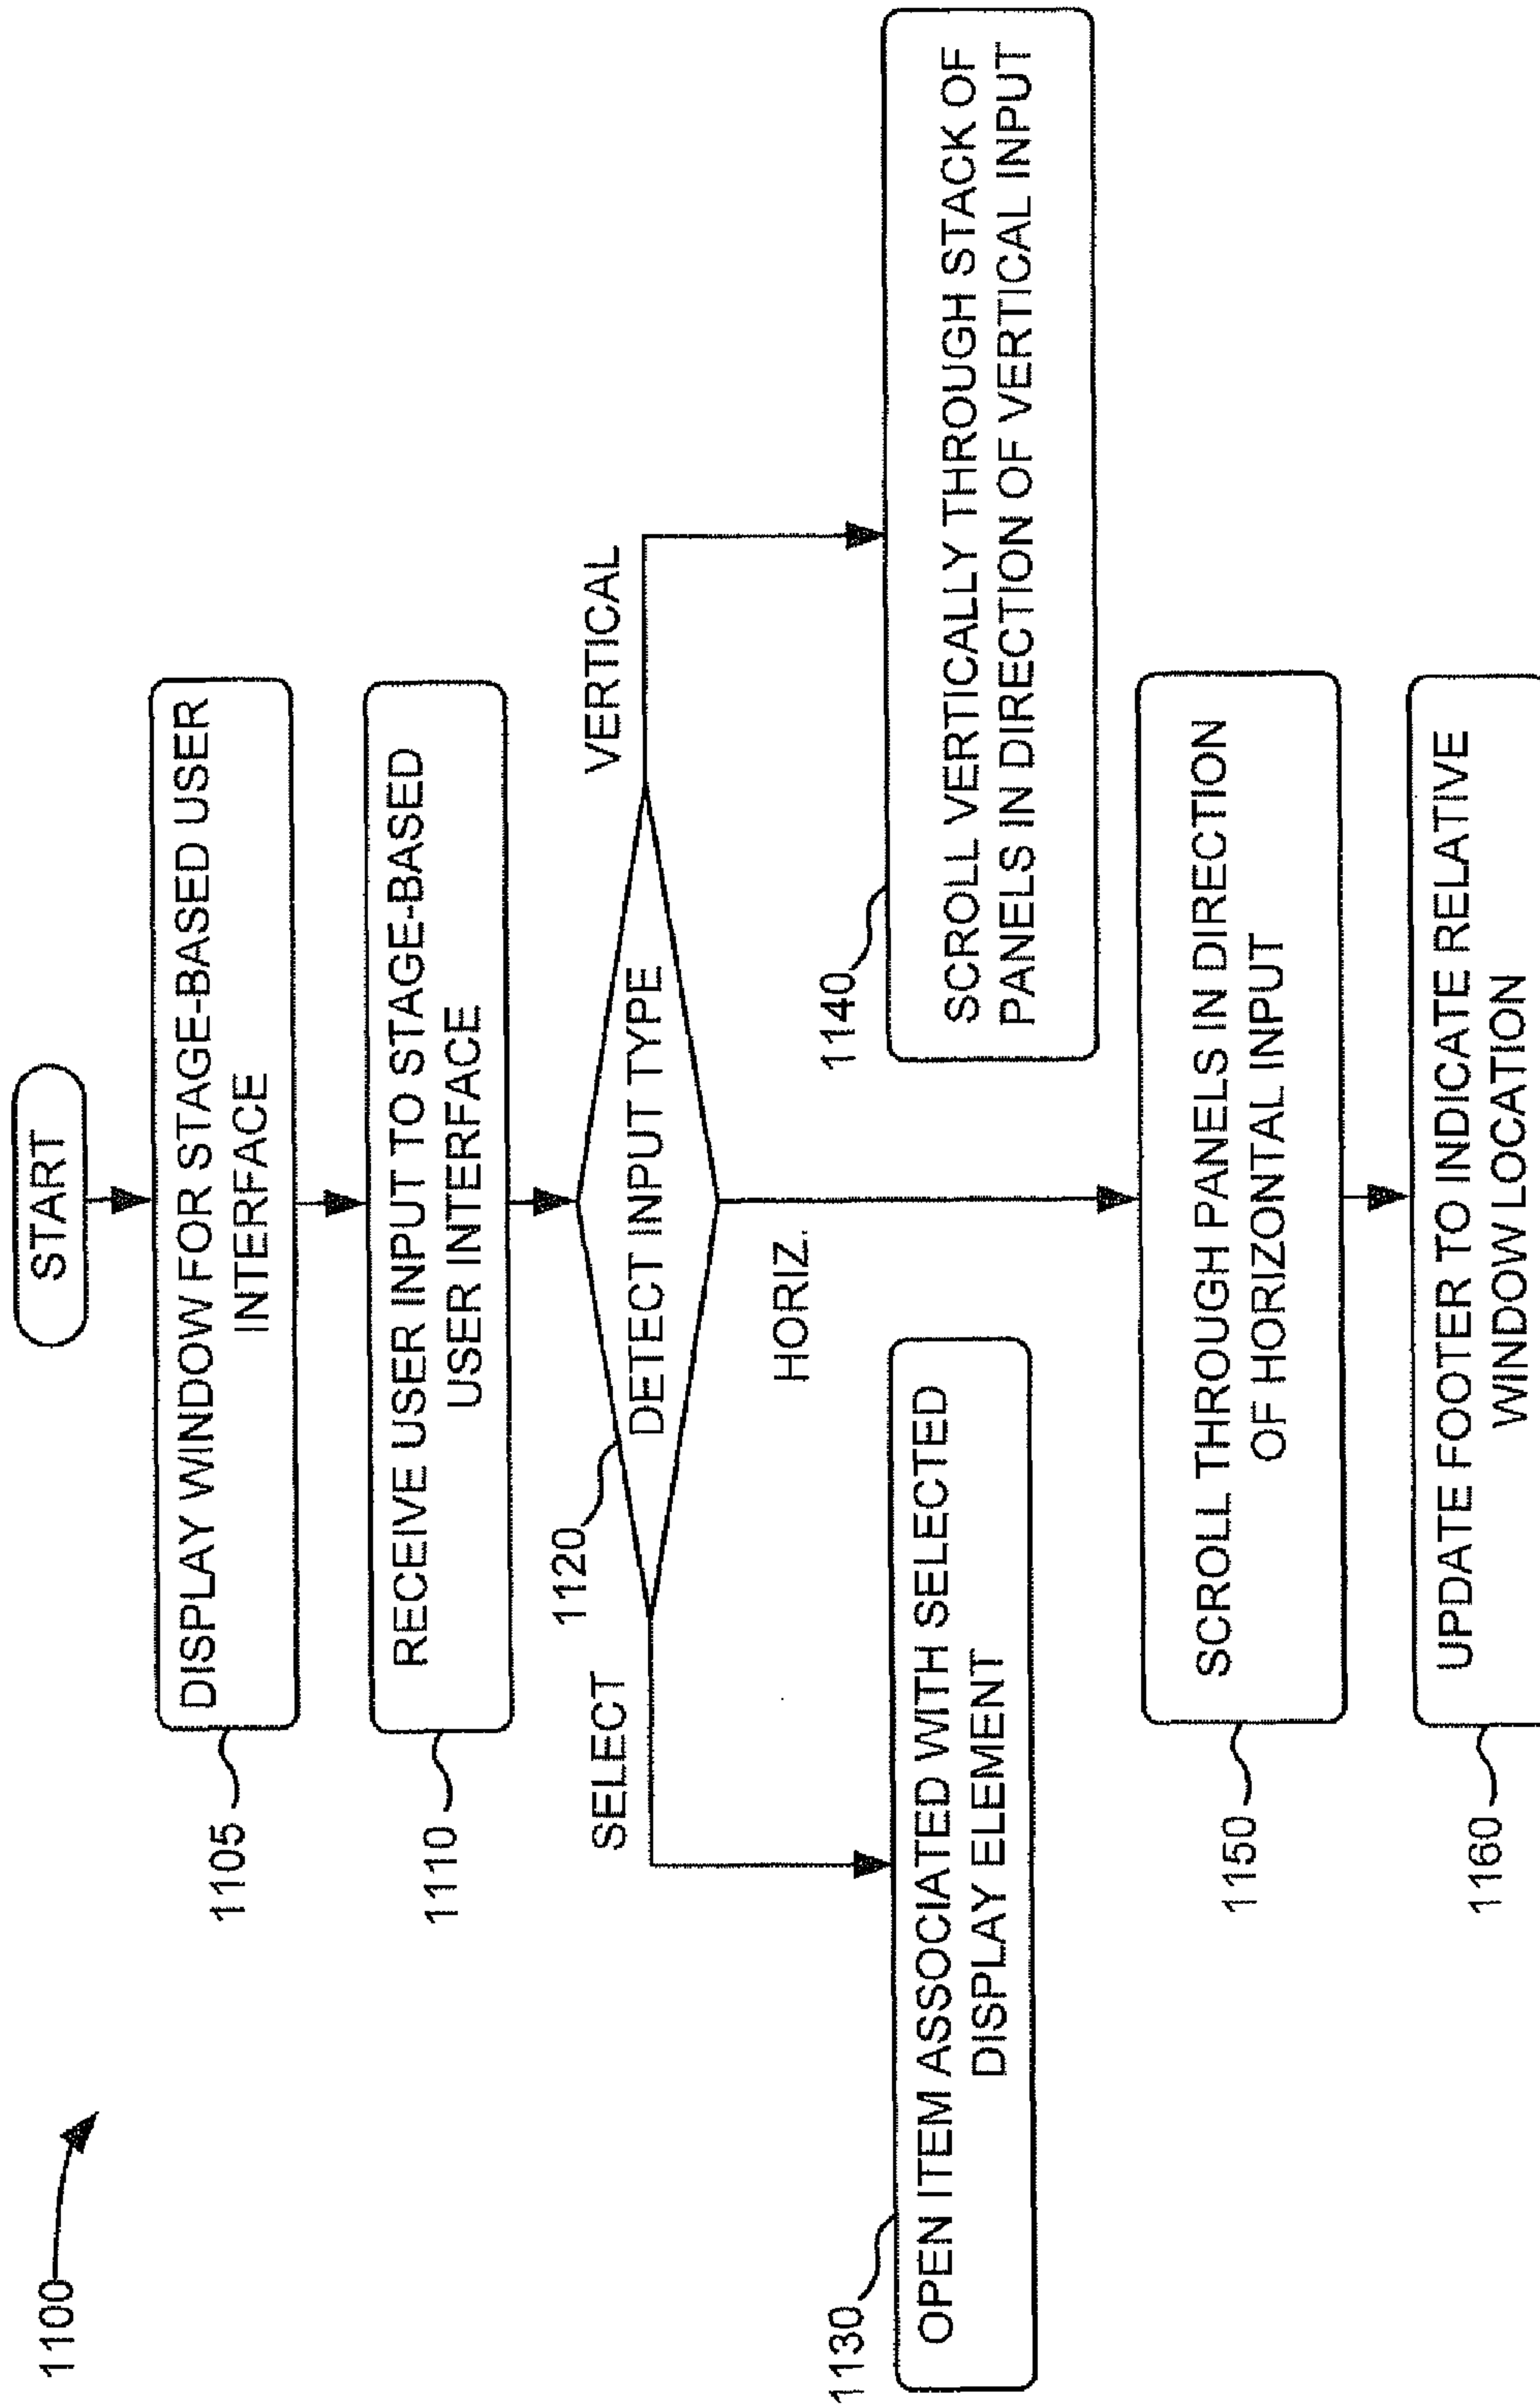 1100
START
DISPLAY WINDOW FOR STAGE-BASED USER
INTERFACE
1105
RECEIVE USER INPUT TO STAGE-BASED
USER INTERFACE
1110
DETECT INPUT TYPE
1120
SELECT
VERTICAL
HORIZ.
1130
OPEN ITEM ASSOCIATED WITH SELECTED
DISPLAY ELEMENT
1140
SCROLL VERTICALLY THROUGH STACK OF
PANELS IN DIRECTION OF VERTICAL INPUT
SCROLL THROUGH PANELS IN DIRECTION
OF HORIZONTAL INPUT
1150
UPDATE FOOTER TO INDICATE RELATIVE
WINDOW LOCATION
1160